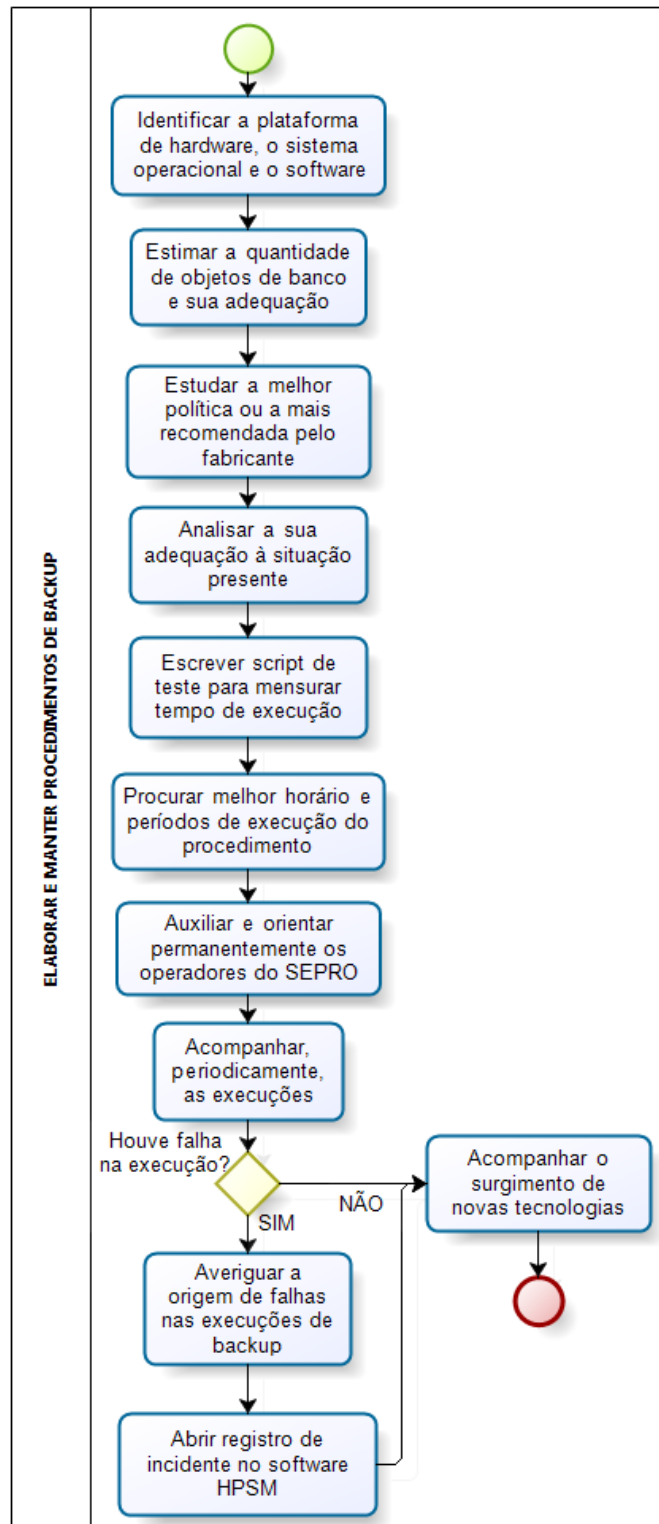 ELABORAR E MANTER PROCEDIMENTOS DE BACKUP
Identificar a plataforma
de hardware, o sistema
operacional e o software
Estimar a quantidade
de objetos de banco
e sua adequação
Estudar a melhor
política ou a mais
recomendada pelo
fabricante
Analisar a sua
adequação à situação
presente
Escrever script de
teste para mensurar
tempo de execução
Procurar melhor horário e
períodos de execução do
procedimento
Auxiliar e orientar
permanentemente os
operadores do SEPRO
Acompanhar,
periodicamente,
as execuções
Houve falha
na execução?
NÃO
SIM
Acompanhar o
surgimento de
novas tecnologias
Averiguar a
origem de falhas
nas execuções de
backup
Abrir registro de
incidente no software
HPSM